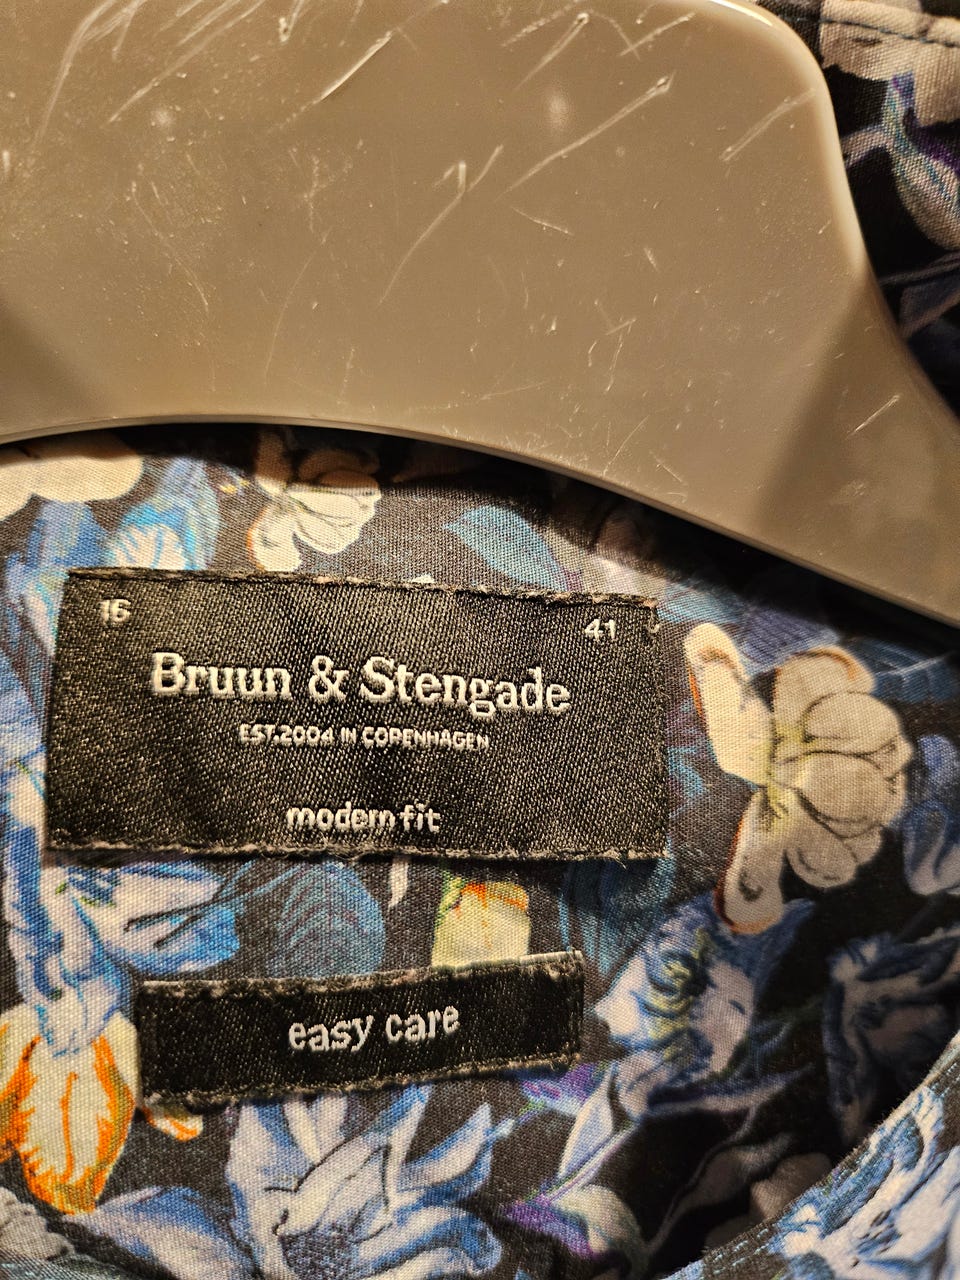 16
41
Bruun & Stengade
EST.2004 IN COPENHAGEN
modern fit
easy care